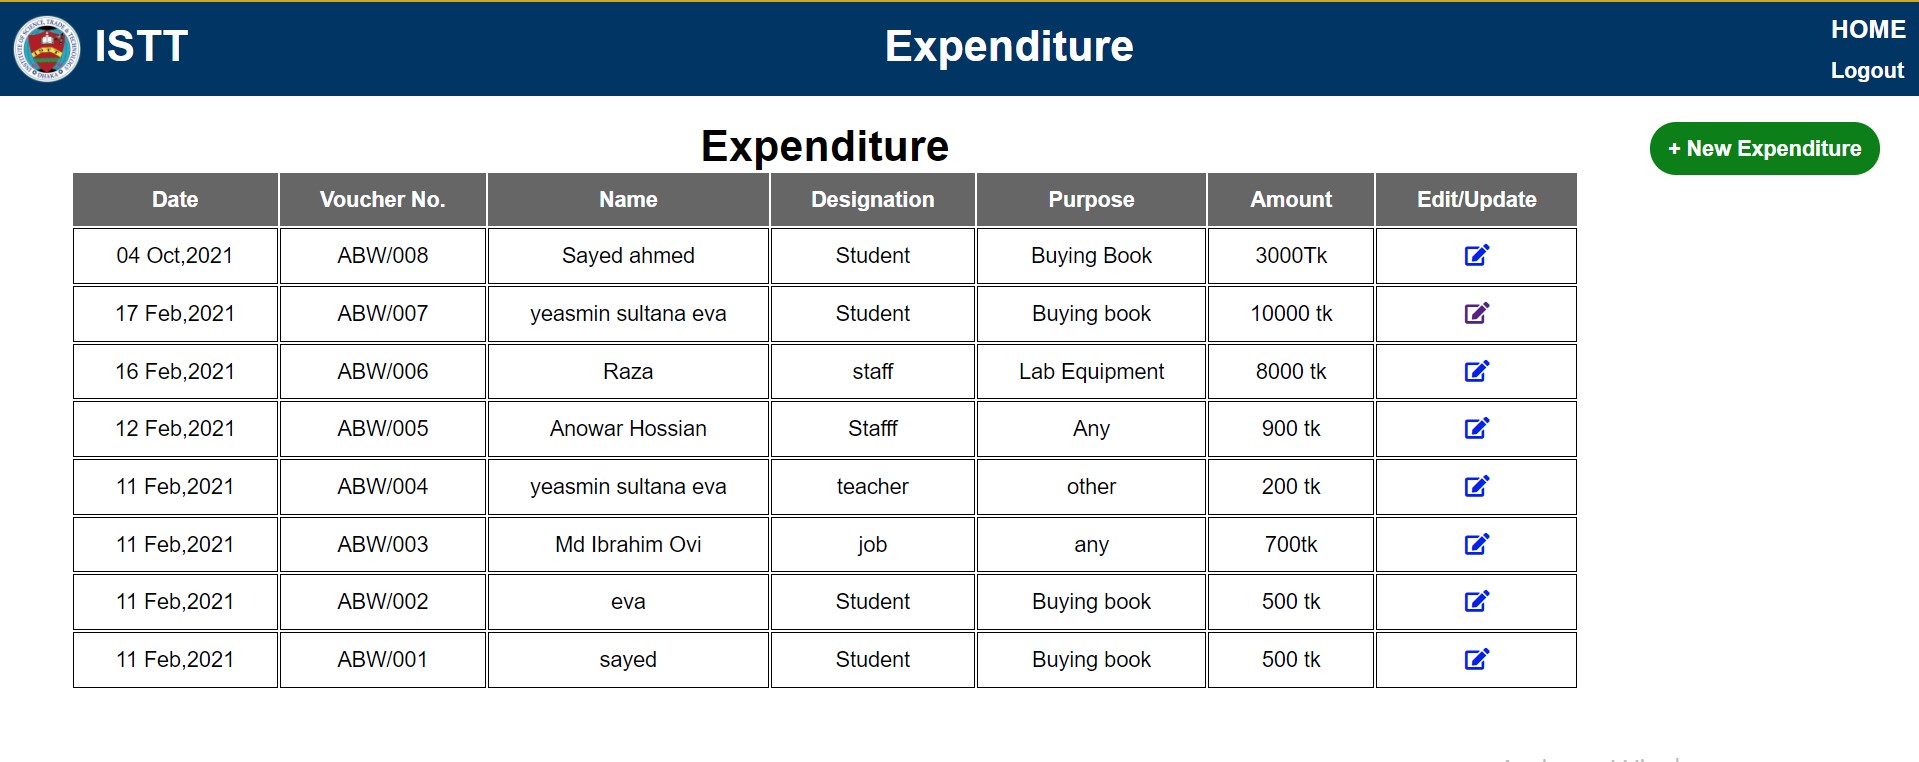 ISTT
Expenditure
HOME
Logout
Expenditure
+ New Expenditure
Date Voucher No. Name Designation Purpose Amount Edit/Update
04 Oct,2021 ABW/008 Sayed ahmed Student Buying Book 3000Tk
17 Feb,2021 ABW/007 yeasmin sultana eva Student Buying book 10000 tk
16 Feb,2021 ABW/006 Raza staff Lab Equipment 8000 tk
12 Feb,2021 ABW/005 Anowar Hossian Stafff Any 900 tk
11 Feb,2021 ABW/004 yeasmin sultana eva teacher other 200 tk
11 Feb,2021 ABW/003 Md Ibrahim Ovi job any 700tk
11 Feb,2021 ABW/002 eva Student Buying book 500 tk
11 Feb,2021 ABW/001 sayed Student Buying book 500 tk